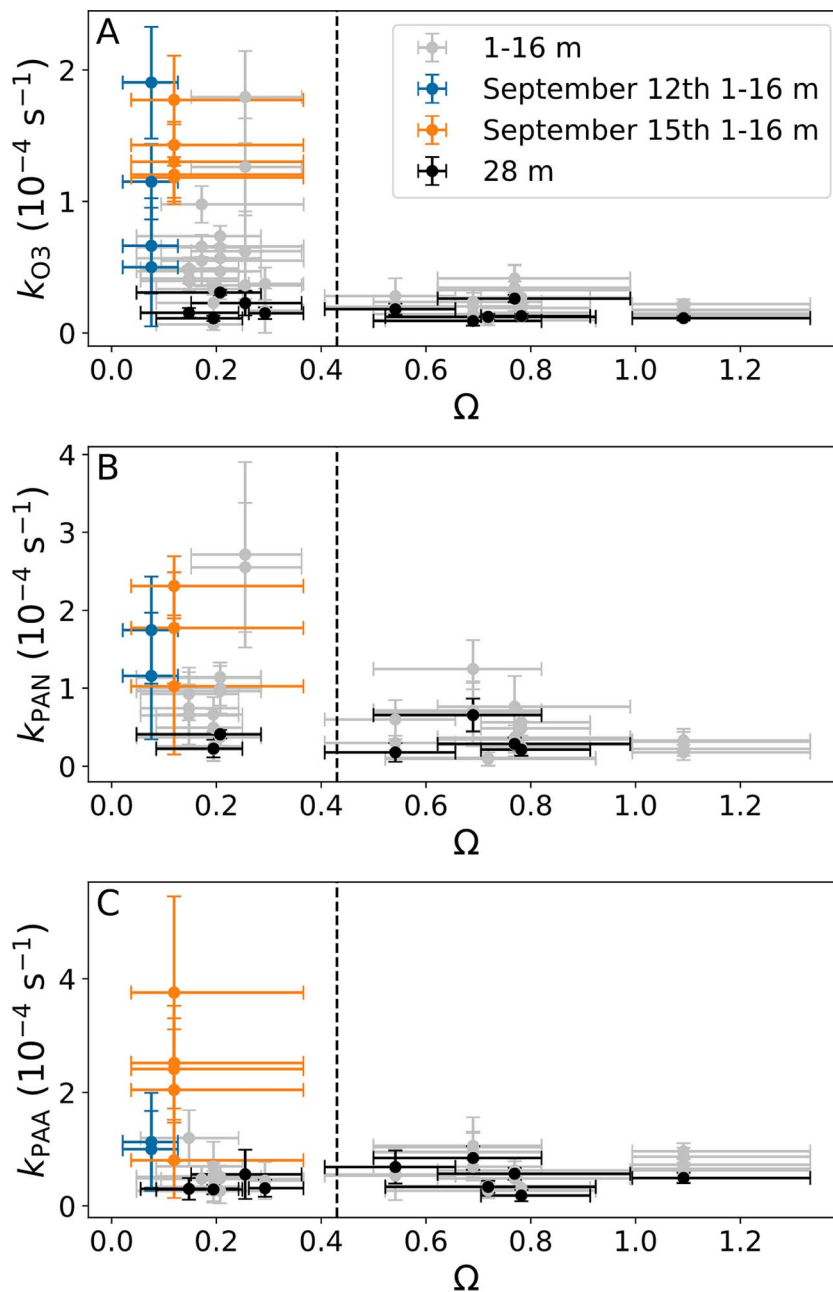 A
1-16 m
September 12th 1-16 m
September 15th 1-16 m
28 m
k_O3 (10⁻⁴ s⁻¹)
2
1
0
0.0 0.2 0.4 0.6 0.8 1.0 1.2
Ω
B
k_PAN (10⁻⁴ s⁻¹)
4
3
2
1
0
0.0 0.2 0.4 0.6 0.8 1.0 1.2
Ω
C
k_PAA (10⁻⁴ s⁻¹)
4
2
0
0.0 0.2 0.4 0.6 0.8 1.0 1.2
Ω